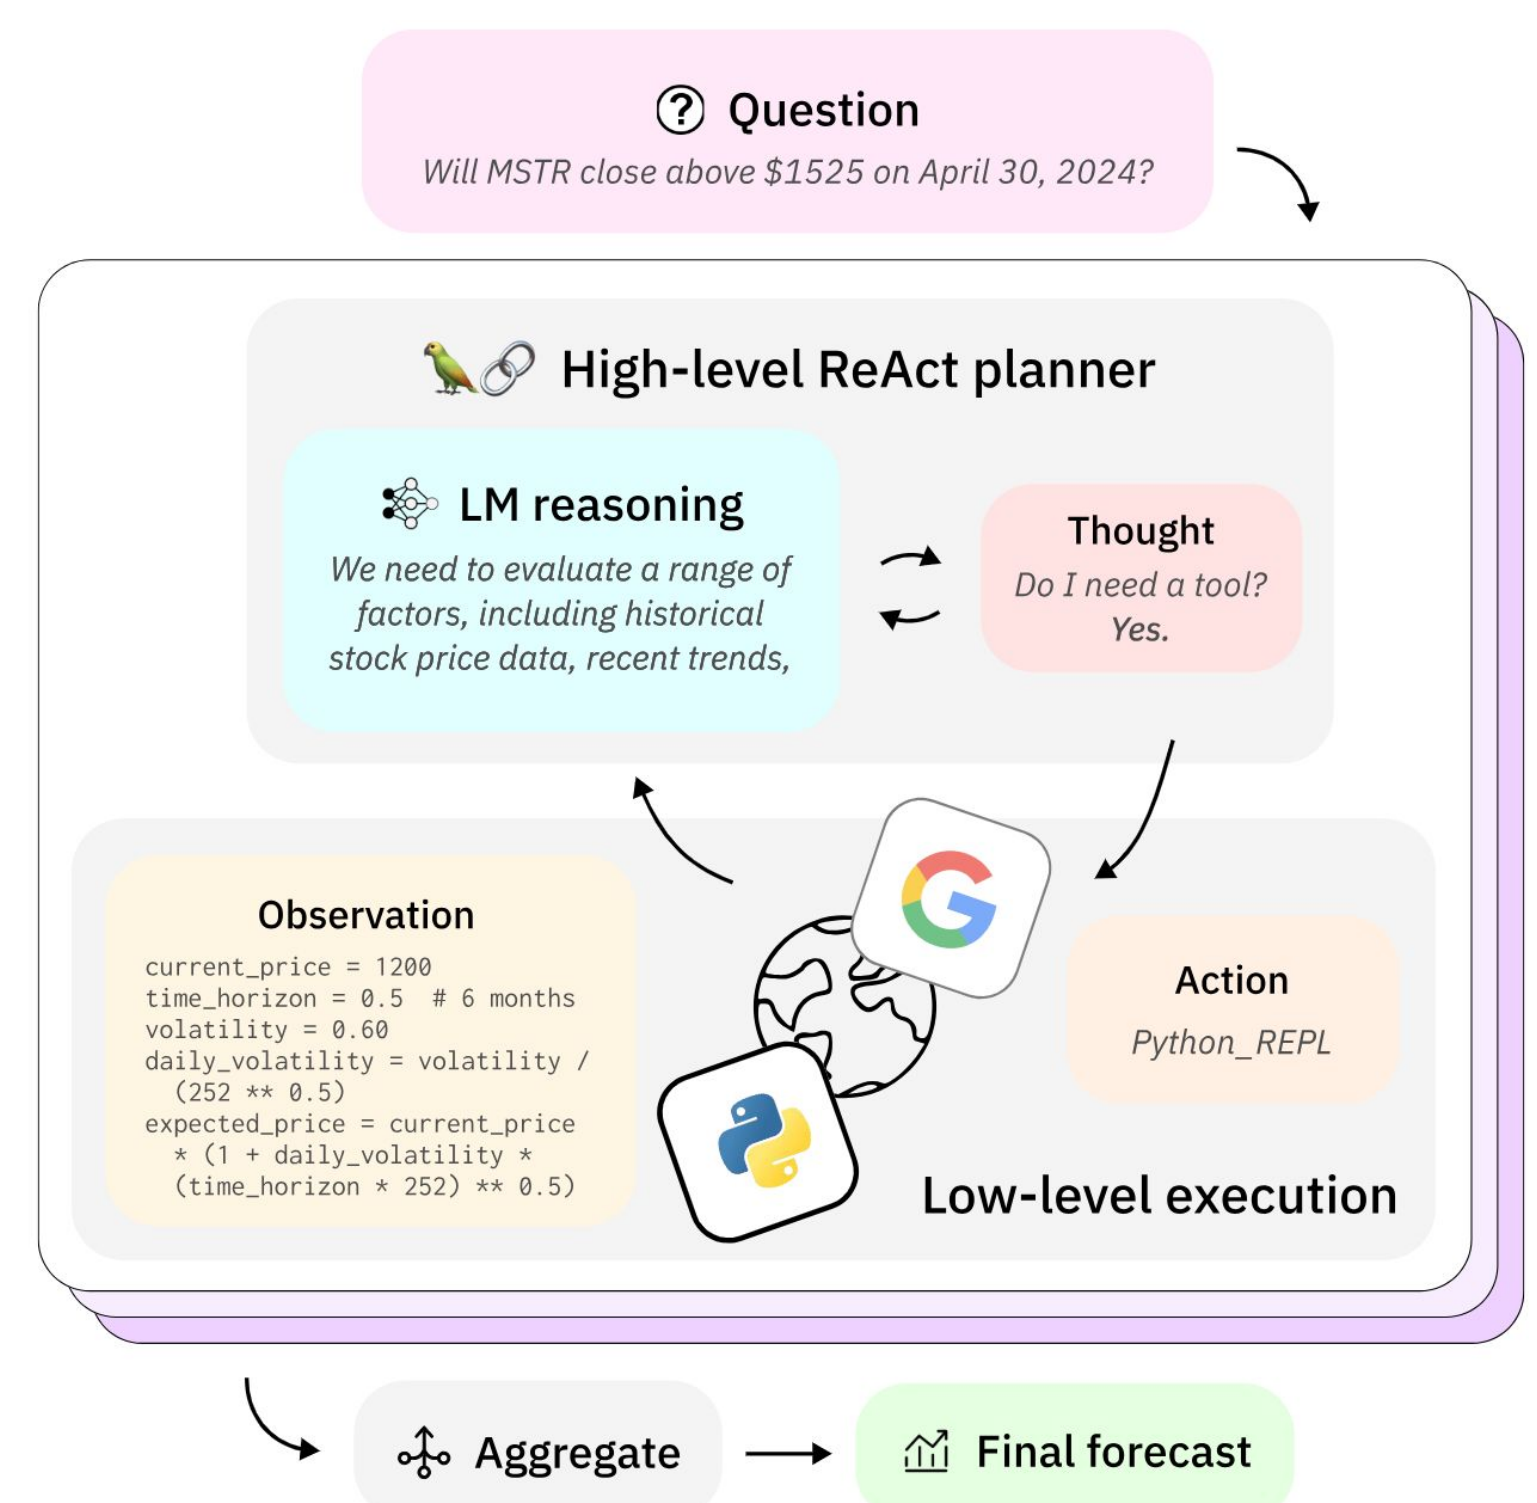 Question
Will MSTR close above $1525 on April 30, 2024?
High-level ReAct planner
LM reasoning
We need to evaluate a range of
factors, including historical
stock price data, recent trends,
Thought
Do I need a tool?
Yes.
Observation
current_price = 1200
time_horizon = 0.5  # 6 months
volatility = 0.60
daily_volatility = volatility /
(252 ** 0.5)
expected_price = current_price
* (1 + daily_volatility *
(time_horizon * 252) ** 0.5)
Action
Python_REPL
Low-level execution
Aggregate
Final forecast